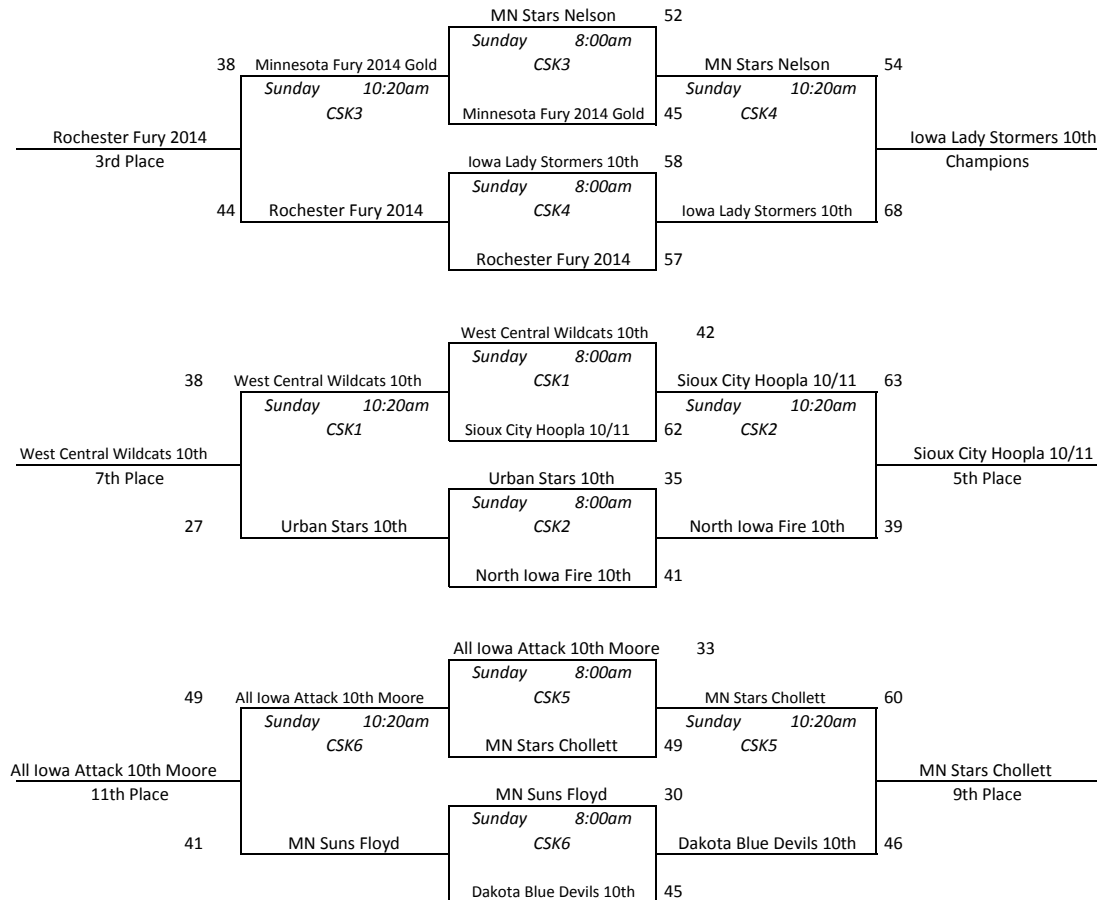 MN Stars Nelson 52
Sunday 8:00am
38 Minnesota Fury 2014 Gold CSK3 MN Stars Nelson 54
Sunday 10:20am Sunday 10:20am
CSK3 Minnesota Fury 2014 Gold 45 CSK4
Rochester Fury 2014 Iowa Lady Stormers 10th
3rd Place Iowa Lady Stormers 10th 58 Champions
Sunday 8:00am
44 Rochester Fury 2014 CSK4 Iowa Lady Stormers 10th 68
Rochester Fury 2014 57
West Central Wildcats 10th 42
Sunday 8:00am
38 West Central Wildcats 10th CSK1 Sioux City Hoopla 10/11 63
Sunday 10:20am Sunday 10:20am
CSK1 Sioux City Hoopla 10/11 62 CSK2
West Central Wildcats 10th Sioux City Hoopla 10/11
7th Place Urban Stars 10th 35 5th Place
Sunday 8:00am
27 Urban Stars 10th CSK2 North Iowa Fire 10th 39
North Iowa Fire 10th 41
All Iowa Attack 10th Moore 33
Sunday 8:00am
49 All Iowa Attack 10th Moore CSK5 MN Stars Chollett 60
Sunday 10:20am Sunday 10:20am
CSK6 MN Stars Chollett 49 CSK5
All Iowa Attack 10th Moore MN Stars Chollett
11th Place MN Suns Floyd 30 9th Place
Sunday 8:00am
41 MN Suns Floyd CSK6 Dakota Blue Devils 10th 46
Dakota Blue Devils 10th 45